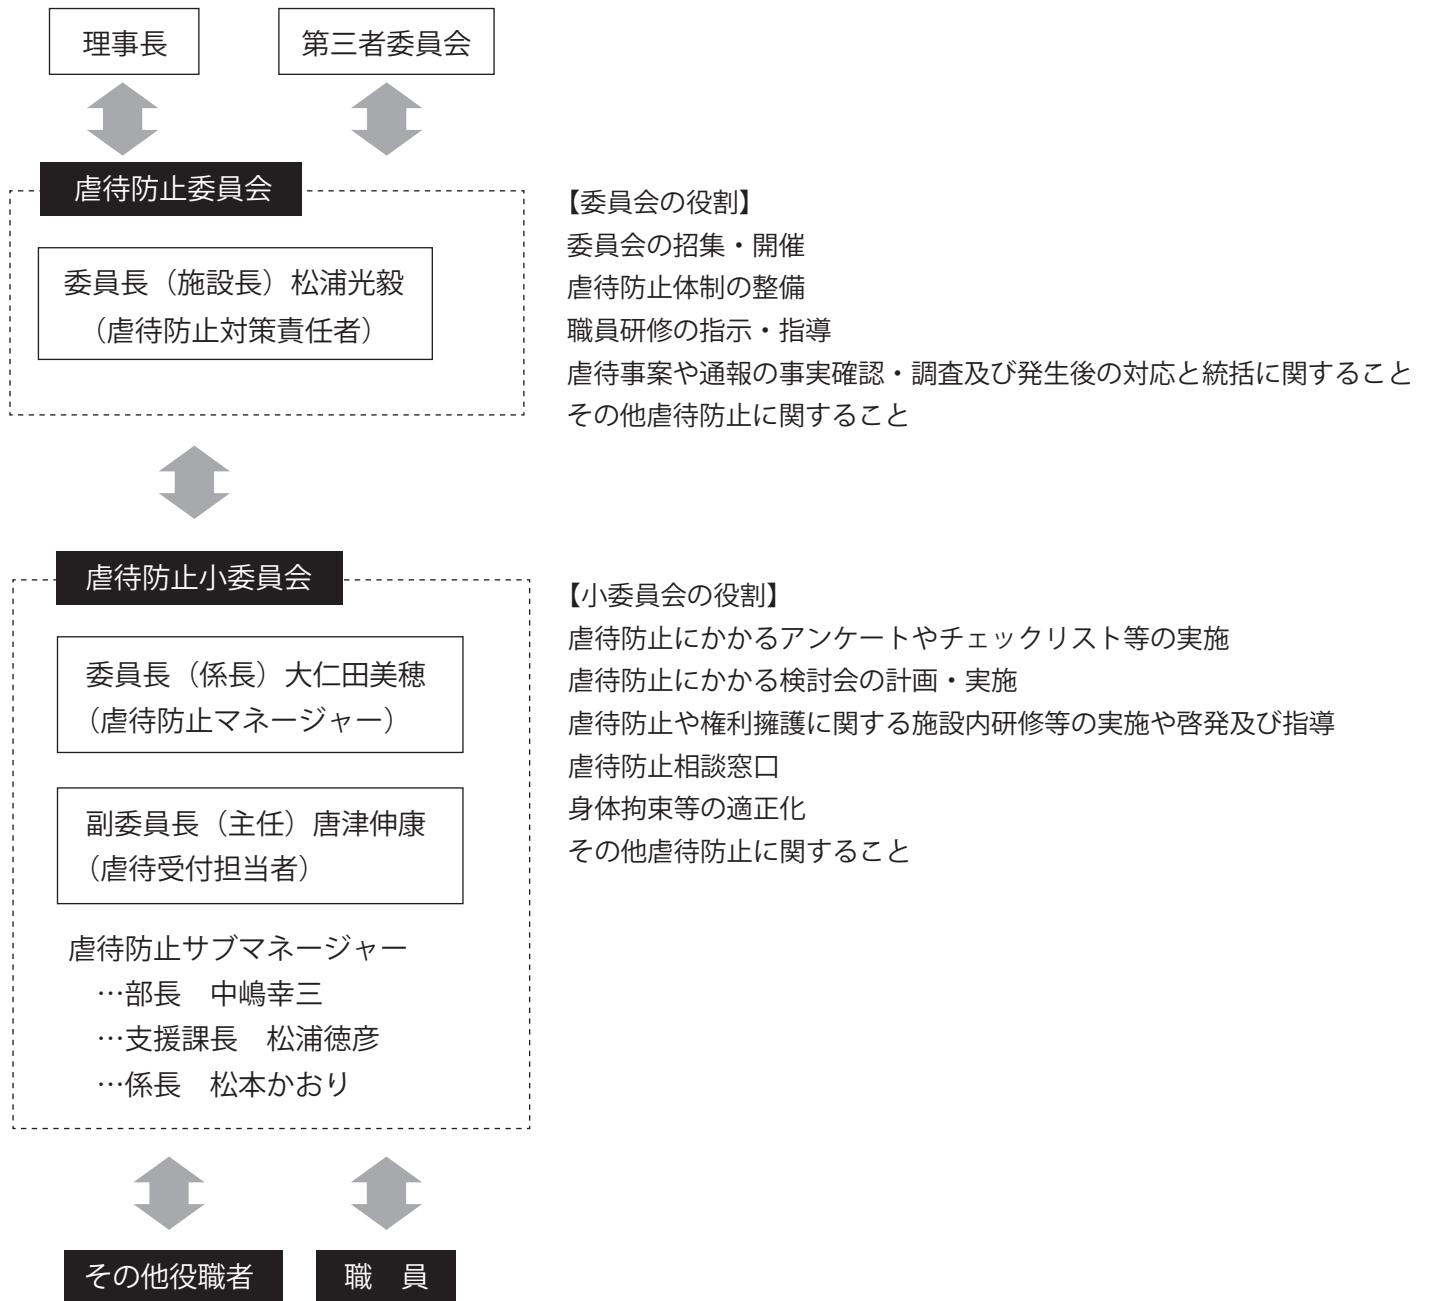 理事長
第三者委員会
虐待防止委員会
委員長（施設長）松浦光毅
（虐待防止対策責任者）
【委員会の役割】
委員会の招集・開催
虐待防止体制の整備
職員研修の指示・指導
虐待事案や通報の事実確認・調査及び発生後の対応と統括に関すること
その他虐待防止に関すること
虐待防止小委員会
委員長（係長）大仁田美穂
（虐待防止マネージャー）
副委員長（主任）唐津伸康
（虐待受付担当者）
虐待防止サブマネージャー
…部長　中嶋幸三
…支援課長　松浦徳彦
…係長　松本かおり
【小委員会の役割】
虐待防止にかかるアンケートやチェックリスト等の実施
虐待防止にかかる検討会の計画・実施
虐待防止や権利擁護に関する施設内研修等の実施や啓発及び指導
虐待防止相談窓口
身体拘束等の適正化
その他虐待防止に関すること
その他役職者
職　員